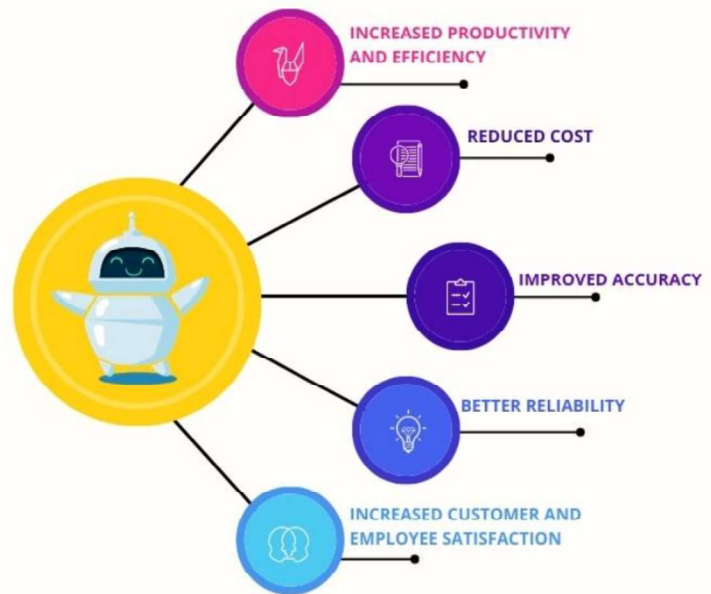 INCREASED PRODUCTIVITY
AND EFFICIENCY
REDUCED COST
IMPROVED ACCURACY
BETTER RELIABILITY
INCREASED CUSTOMER AND
EMPLOYEE SATISFACTION